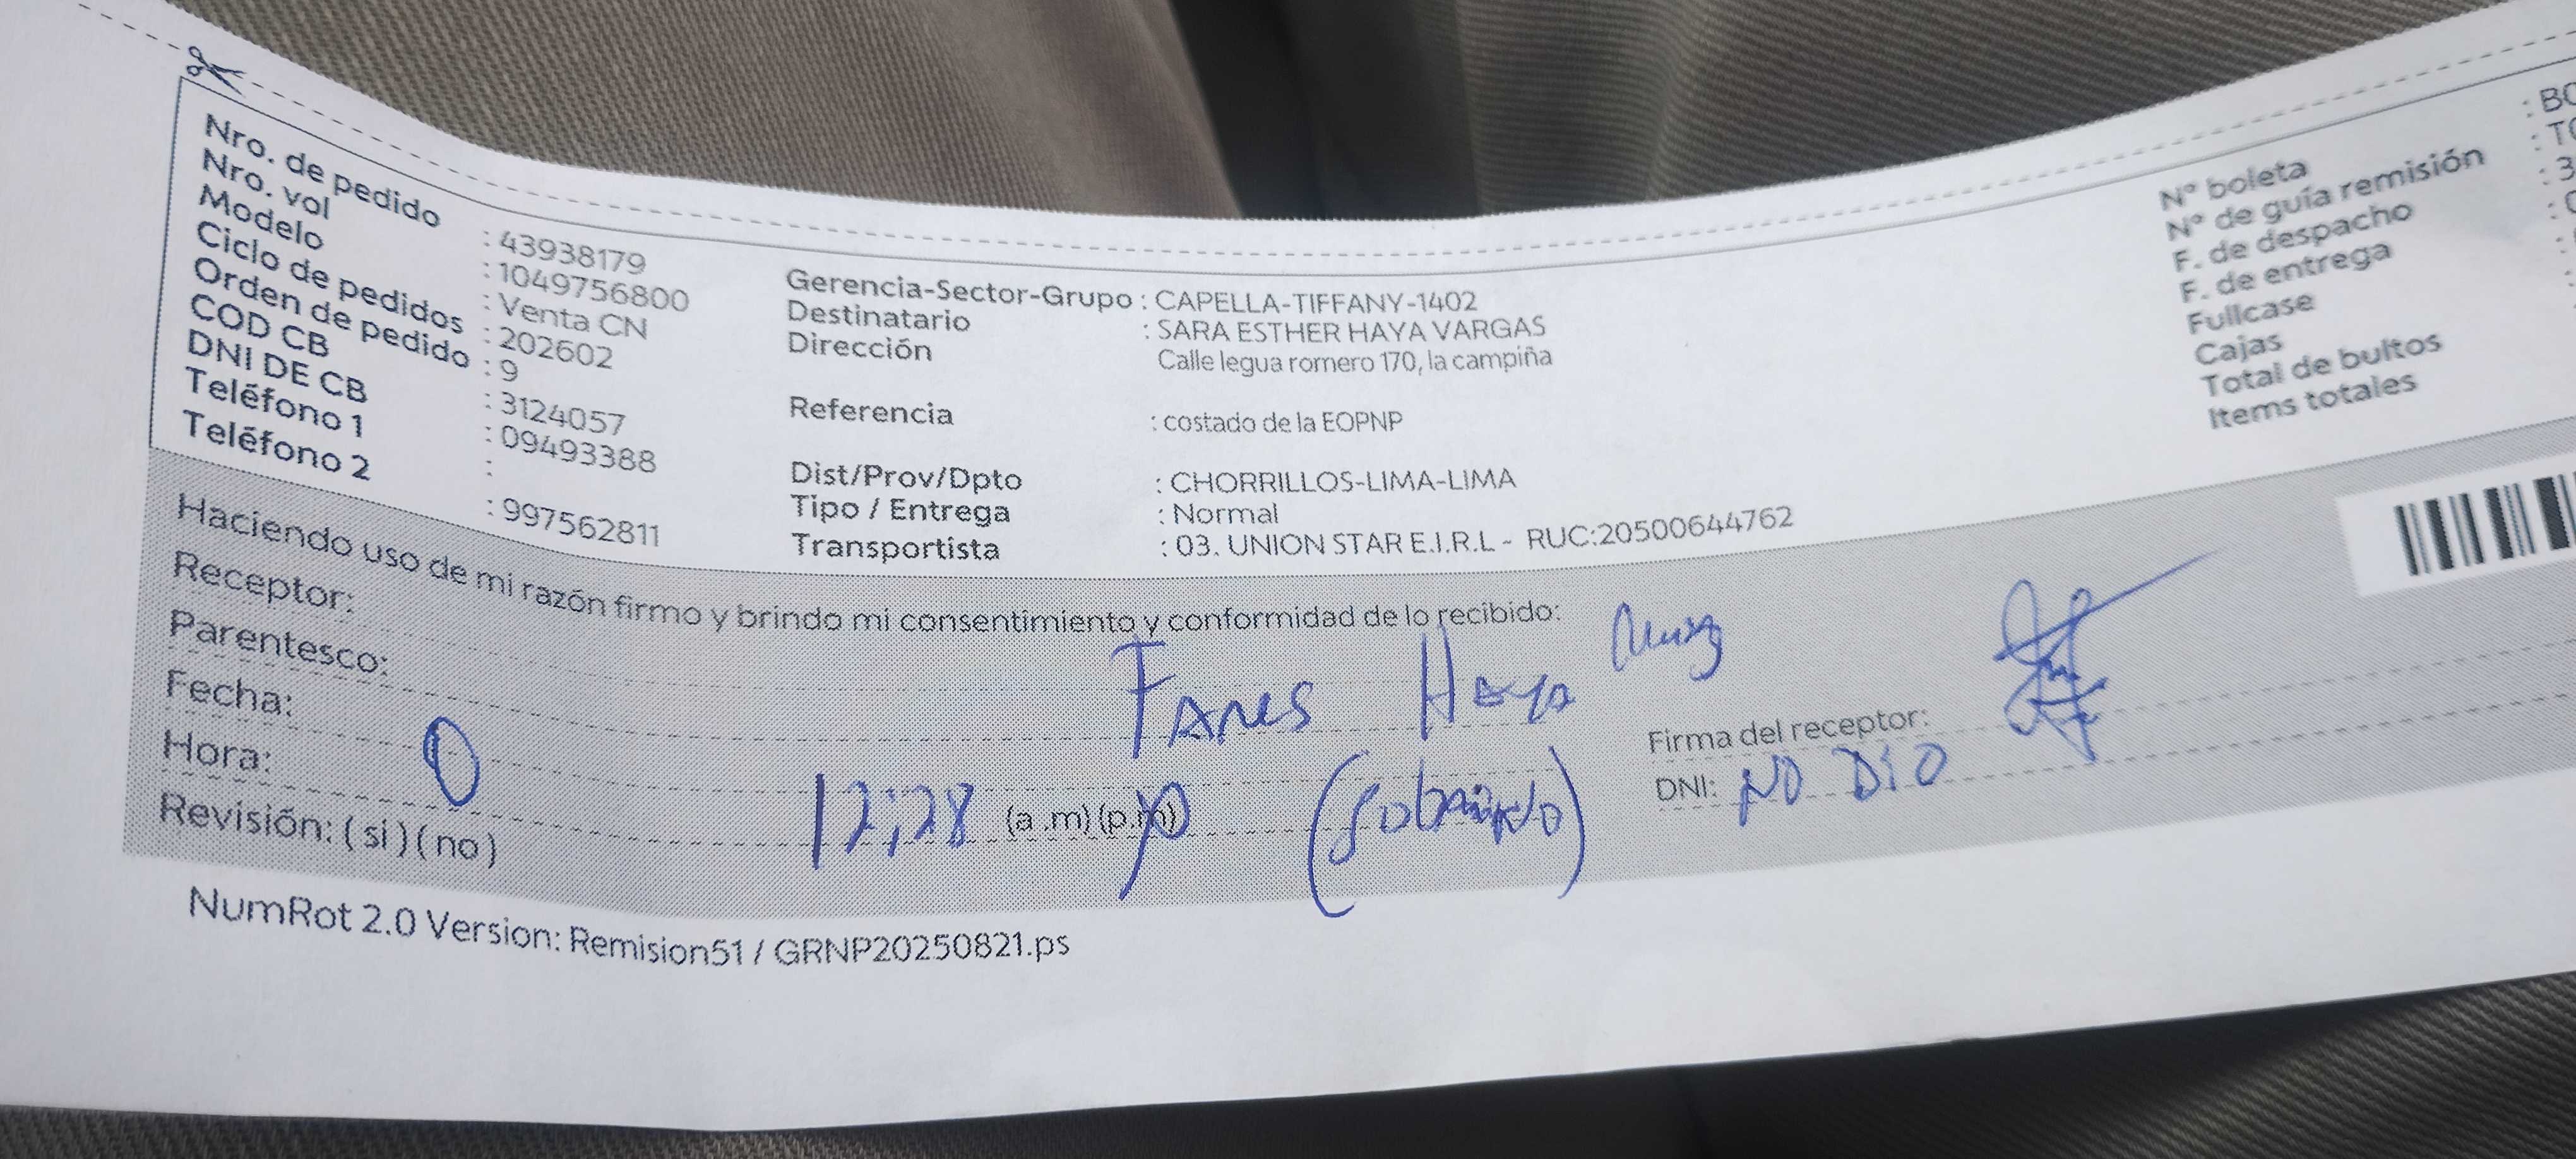 Nro. de pedido : 43938179
Nro. vol : 1049756800
Modelo : Venta CN
Ciclo de pedidos : 202602
Orden de pedido : 9
COD CB : 3124057
DNI DE CB : 09493388
Teléfono 1 :
Teléfono 2 : 997562811
Gerencia-Sector-Grupo : CAPELLA-TIFFANY-1402
Destinatario : SARA ESTHER HAYA VARGAS
Dirección Calle legua romero 170, la campiña
Referencia : costado de la EOPNP
Dist/Prov/Dpto : CHORRILLOS-LIMA-LIMA
Tipo / Entrega : Normal
Transportista : 03. UNION STAR E.I.R.L - RUC:20500644762
N° boleta : BO
N° de guía remisión
F. de despacho : 3
F. de entrega
Fullcase
Cajas
Total de bultos
Items totales
Haciendo uso de mi razón firmo y brindo mi consentimiento y conformidad de lo recibido:
Receptor: Haya
Parentesco:
Fecha:
Hora: 12:28 (a.m) (p.m)
Revisión: (si) (no)
Firma del receptor:
DNI: NO DIO
NumRot 2.0 Version: Remision51 / GRNP20250821.ps